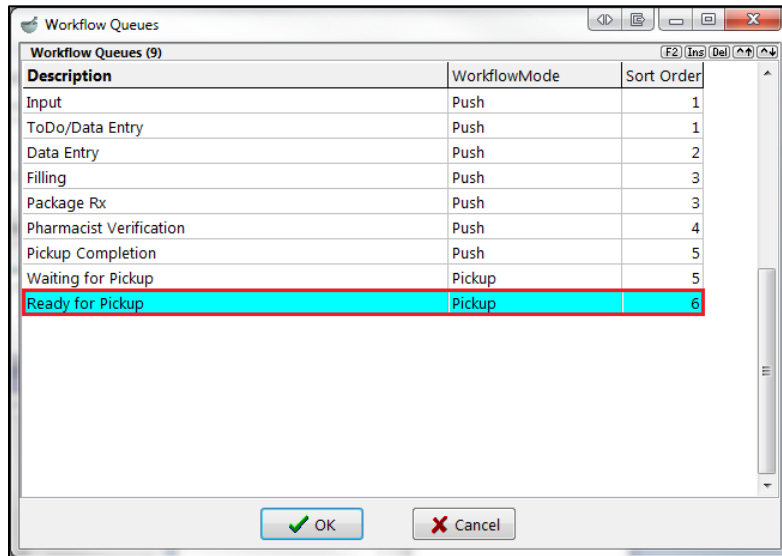 Workflow Queues
Workflow Queues (9) F2 Ins Del ^↑ ^↓
Description WorkflowMode Sort Order
Input Push 1
ToDo/Data Entry Push 1
Data Entry Push 2
Filling Push 3
Package Rx Push 3
Pharmacist Verification Push 4
Pickup Completion Push 5
Waiting for Pickup Pickup 5
Ready for Pickup Pickup 6
OK Cancel